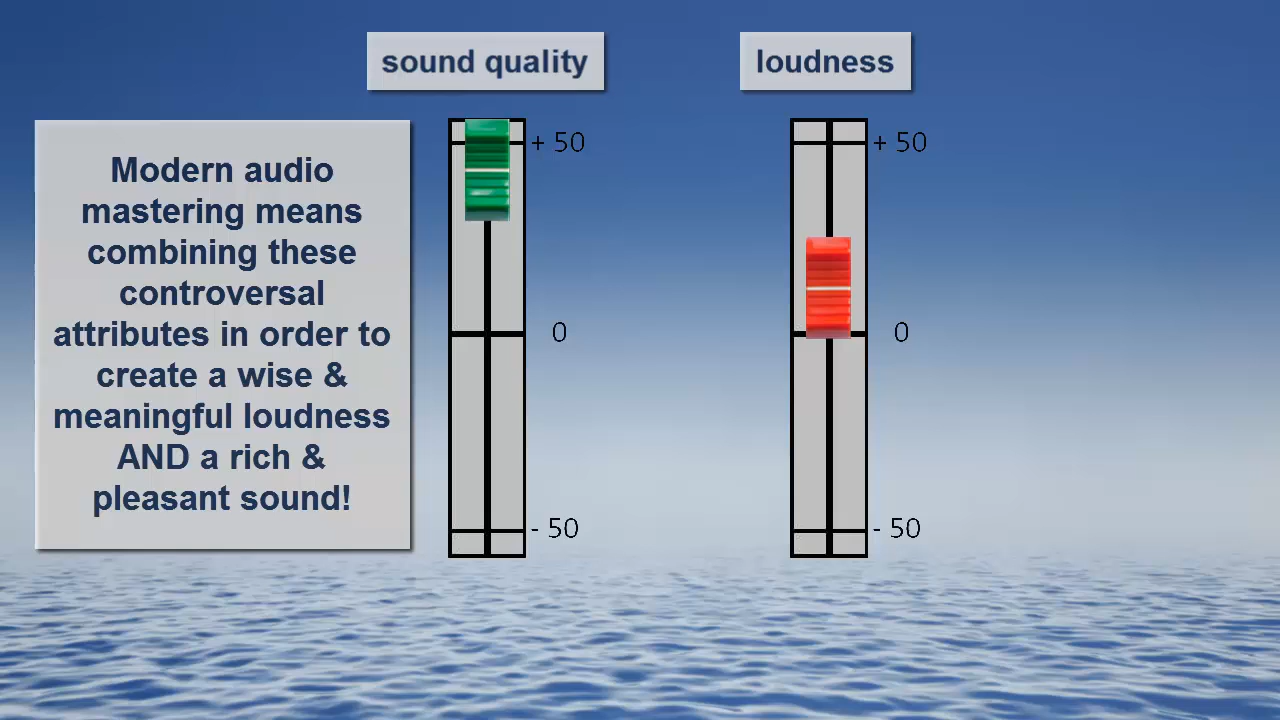 sound quality
loudness
Modern audio
mastering means
combining these
controversal
attributes in order to
create a wise &
meaningful loudness
AND a rich &
pleasant sound!
+ 50
0
- 50
+ 50
0
- 50